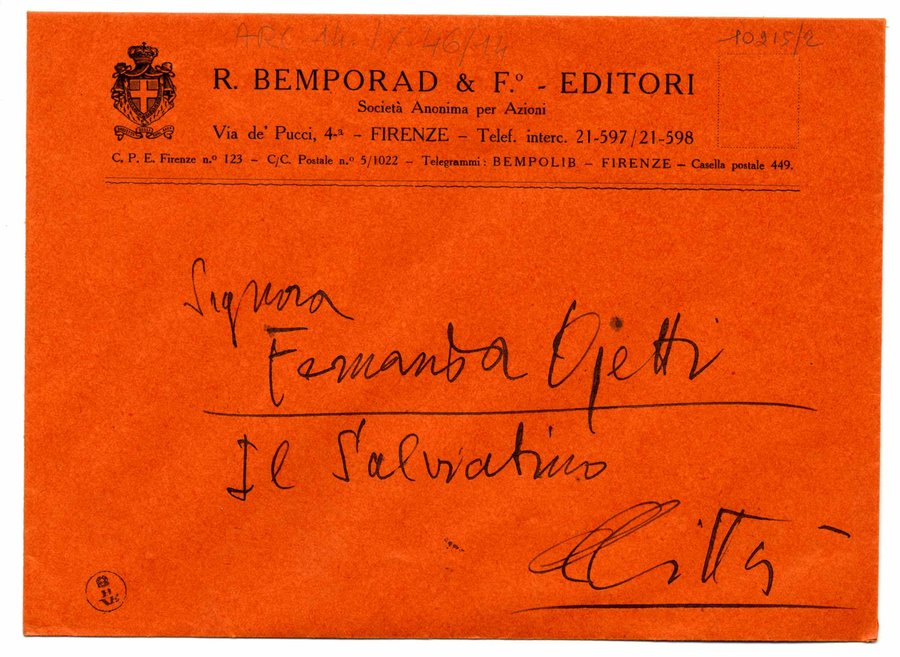 ARC. 14. IX. 46/14
10215/2
R. BEMPORAD & F.º - EDITORI
Società Anonima per Azioni
Via de' Pucci, 4-ª – FIRENZE – Telef. interc. 21-597/21-598
C. P. E. Firenze n.º 123 – C/C. Postale n.º 5/1022 – Telegrammi: BEMPOLIB – FIRENZE – Casella postale 449.
Signora
Fernanda Ojetti
Il Salviatino
Città